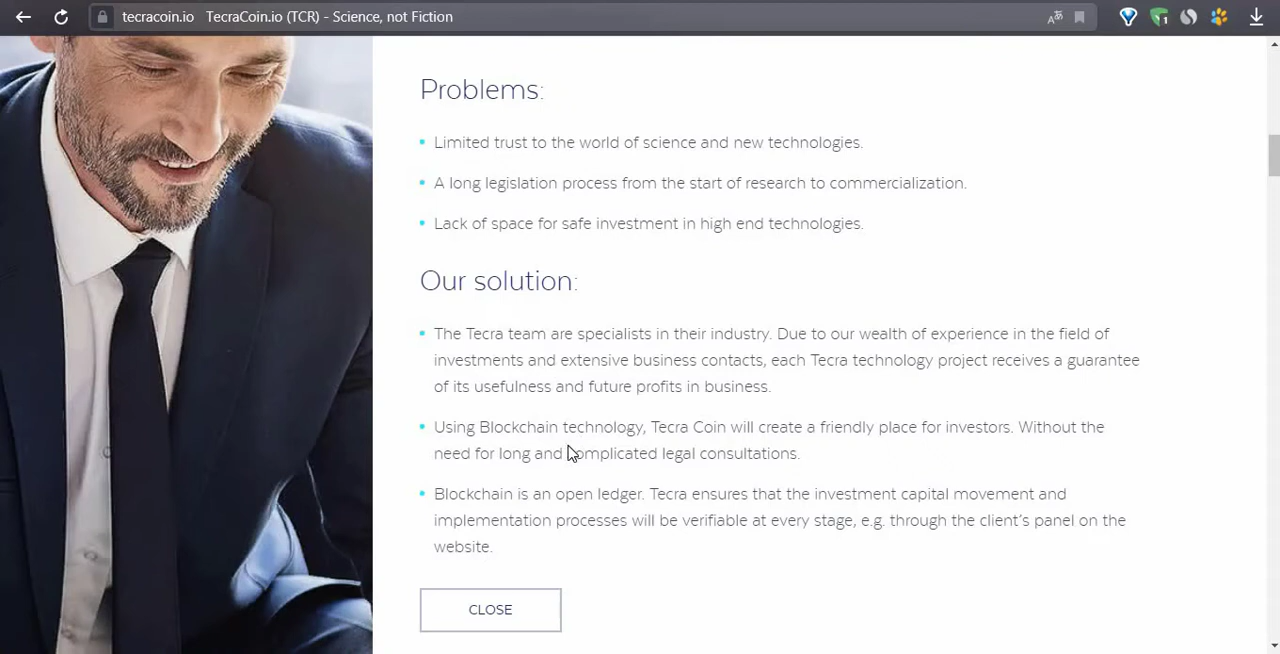 tecracoin.io TecraCoin.io (TCR) - Science, not Fiction
1
Problems:
Limited trust to the world of science and new technologies.
A long legislation process from the start of research to commercialization.
Lack of space for safe investment in high end technologies.
Our solution:
The Tecra team are specialists in their industry. Due to our wealth of experience in the field of
investments and extensive business contacts, each Tecra technology project receives a guarantee
of its usefulness and future profits in business.
Using Blockchain technology, Tecra Coin will create a friendly place for investors. Without the
need for long and complicated legal consultations.
Blockchain is an open ledger. Tecra ensures that the investment capital movement and
implementation processes will be verifiable at every stage, e.g. through the client's panel on the
website.
CLOSE